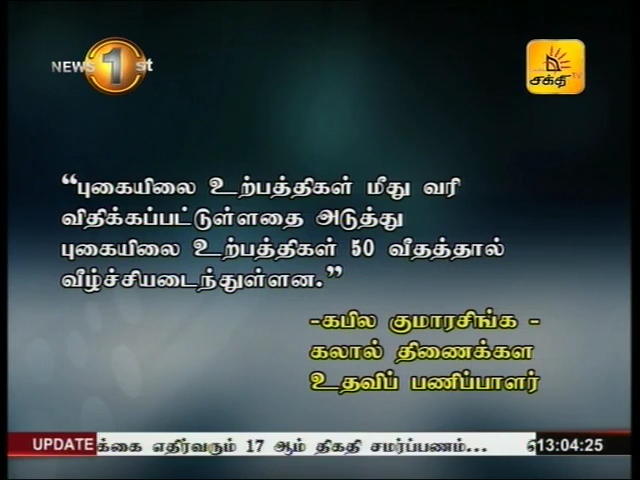 NEWS 1st
சக்தி TV
“புகையிலை உற்பத்திகள் மீது வரி
விதிக்கப்பட்டுள்ளதை அடுத்து
புகையிலை உற்பத்திகள் 50 வீதத்தால்
வீழ்ச்சியடைந்துள்ளன.”
-கபில குமாரசிங்க -
கலால் திணைக்கள
உதவிப் பணிப்பாளர்
UPDATE க்கை எதிர்வரும் 17 ஆம் திகதி சமர்ப்பணம்... 13:04:25